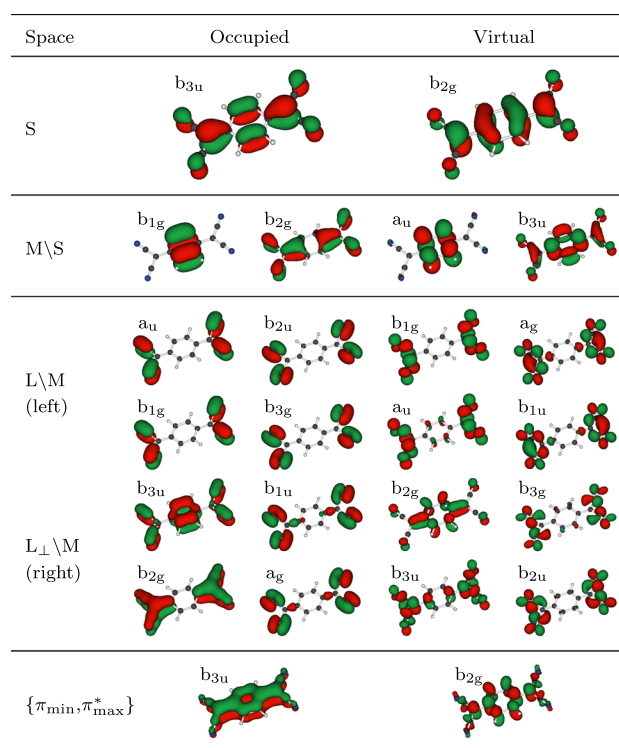 Space Occupied Virtual
b3u b2g
S
b1g b2g au b3u
M\S
au b2u b1g ag
L\M
(left)
b1g b3g au b1u
b3u b1u b2g b3g
L⊥\M
(right)
b2g ag b3u b2u
b3u b2g
{πmin,π*max}